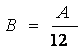 B = A
12